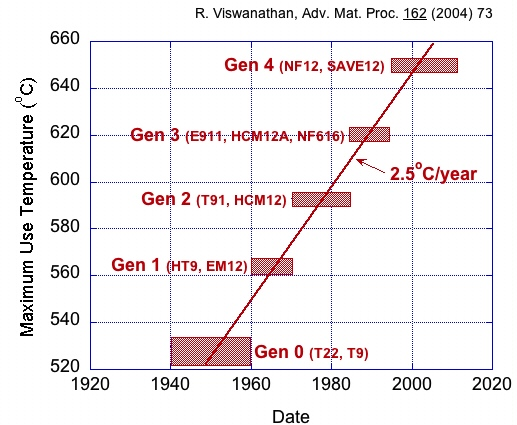 R. Viswanathan, Adv. Mat. Proc. 162 (2004) 73
Maximum Use Temperature (°C)
660
640
620
600
580
560
540
520
Gen 4 (NF12, SAVE12)
Gen 3 (E911, HCM12A, NF616)
2.5°C/year
Gen 2 (T91, HCM12)
Gen 1 (HT9, EM12)
Gen 0 (T22, T9)
1920 1940 1960 1980 2000 2020
Date